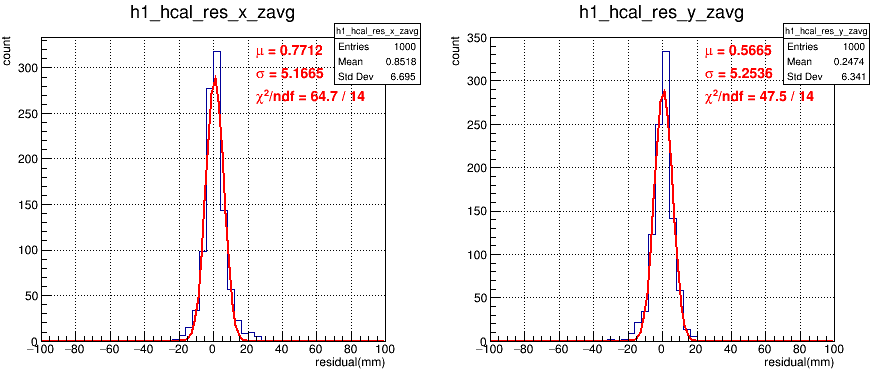 h1_hcal_res_x_zavg
h1_hcal_res_x_zavg
Entries 1000
Mean 0.8518
Std Dev 6.695
μ = 0.7712
σ = 5.1665
χ²/ndf = 64.7 / 14
count
300
250
200
150
100
50
0
−100 −80 −60 −40 −20 0 20 40 60 80 100
residual(mm)
h1_hcal_res_y_zavg
h1_hcal_res_y_zavg
Entries 1000
Mean 0.2474
Std Dev 6.341
μ = 0.5665
σ = 5.2536
χ²/ndf = 47.5 / 14
count
350
300
250
200
150
100
50
0
−100 −80 −60 −40 −20 0 20 40 60 80 100
residual(mm)